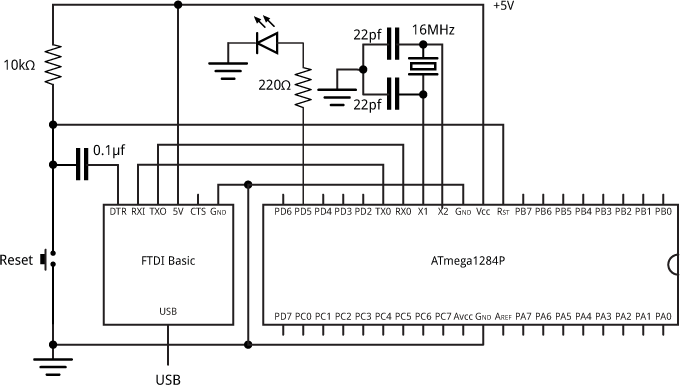 +5V
22pf
16MHz
10kΩ
220Ω
22pf
0.1µf
DTR RXI TXO 5V CTS GND
PD6 PD5 PD4 PD3 PD2 TX0 RX0 X1 X2 GND Vcc RST PB7 PB6 PB5 PB4 PB3 PB2 PB1 PB0
Reset
FTDI Basic
ATmega1284P
USB
PD7 PC0 PC1 PC2 PC3 PC4 PC5 PC6 PC7 Avcc GND AREF PA7 PA6 PA5 PA4 PA3 PA2 PA1 PA0
USB